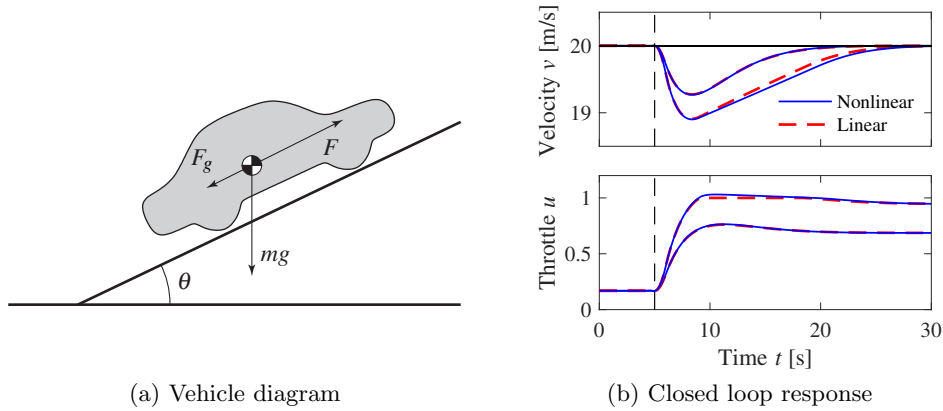 F_g
F
mg
θ
(a) Vehicle diagram
Velocity v [m/s]
20
19
Nonlinear
Linear
Throttle u
1
0.5
0
0 10 20 30
Time t [s]
(b) Closed loop response